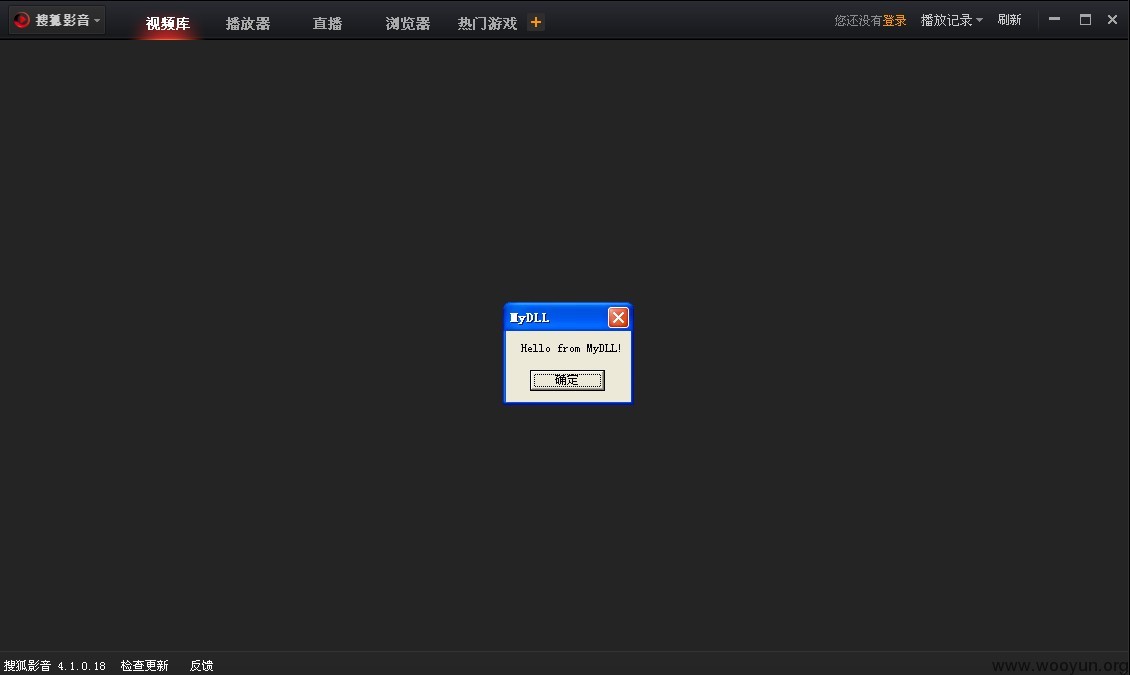 搜狐影音 视频库 播放器 直播 浏览器 热门游戏 + 您还没有登录 播放记录 刷新
MyDLL
Hello from MyDLL!
确定
搜狐影音 4.1.0.18 检查更新 反馈 www.wooyun.org